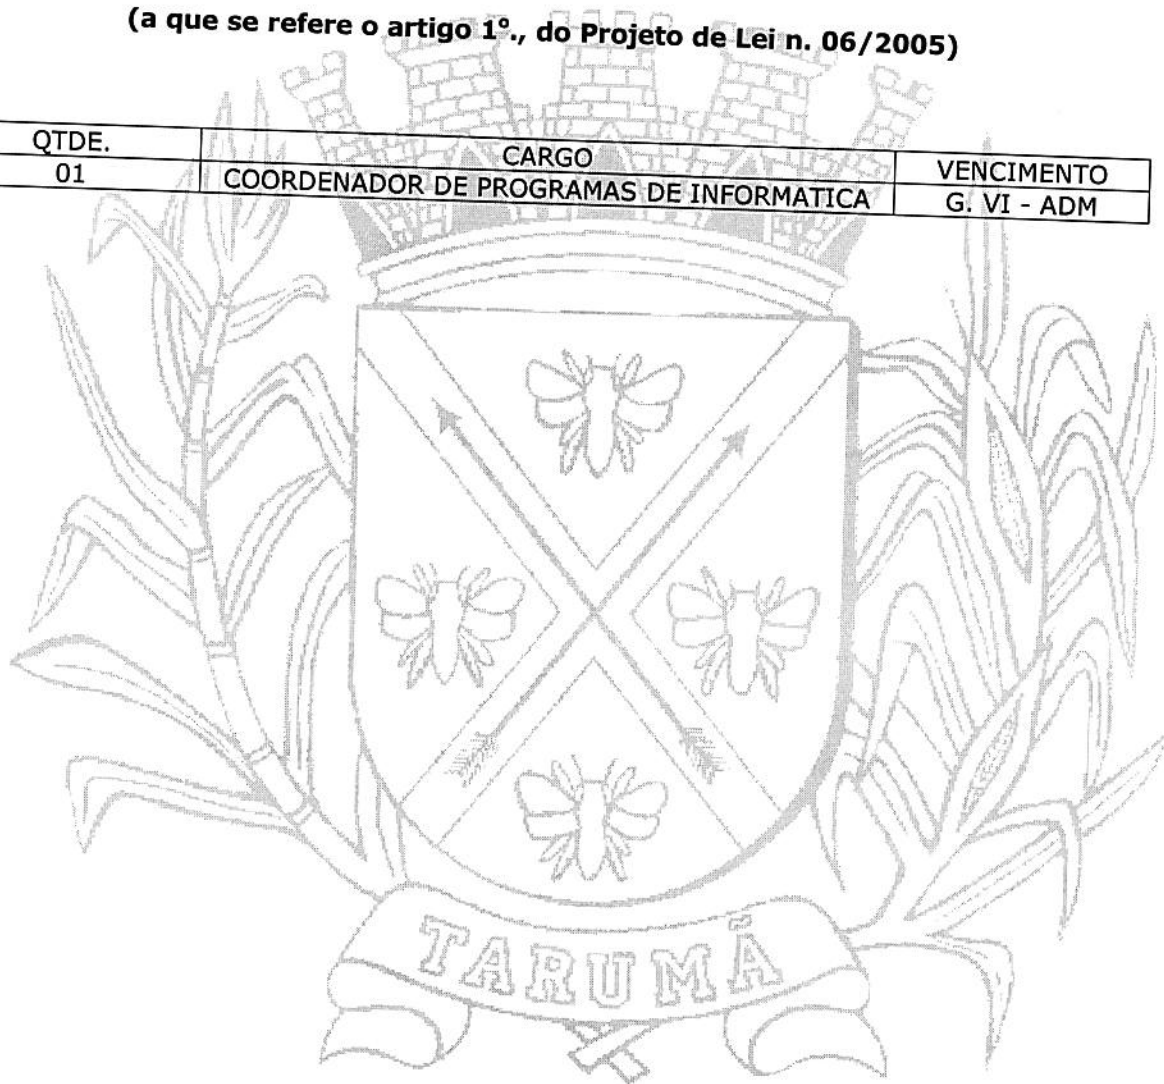 (a que se refere o artigo 1º., do Projeto de Lei n. 06/2005)
QTDE. CARGO VENCIMENTO
01 COORDENADOR DE PROGRAMAS DE INFORMATICA G. VI - ADM
TARUMÃ